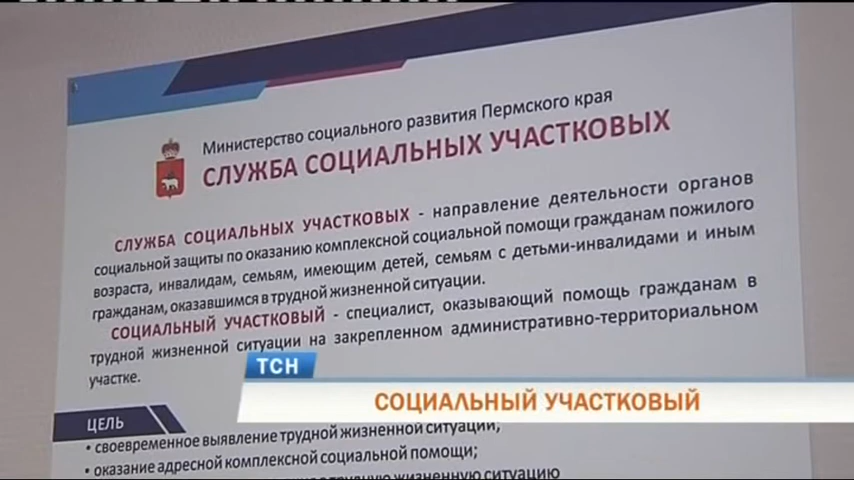 Министерство социального развития Пермского края
СЛУЖБА СОЦИАЛЬНЫХ УЧАСТКОВЫХ
СЛУЖБА СОЦИАЛЬНЫХ УЧАСТКОВЫХ - направление деятельности органов
социальной защиты по оказанию комплексной социальной помощи гражданам пожилого
возраста, инвалидам, семьям, имеющим детей, семьям с детьми-инвалидами и иным
гражданам, оказавшимся в трудной жизненной ситуации.
СОЦИАЛЬНЫЙ УЧАСТКОВЫЙ - специалист, оказывающий помощь гражданам в
трудной жизненной ситуации на закрепленном административно-территориальном
участке.
ТСН
СОЦИАЛЬНЫЙ УЧАСТКОВЫЙ
ЦЕЛЬ
• своевременное выявление трудной жизненной ситуации;
• оказание адресной комплексной социальной помощи;
трудную жизненную ситуацию